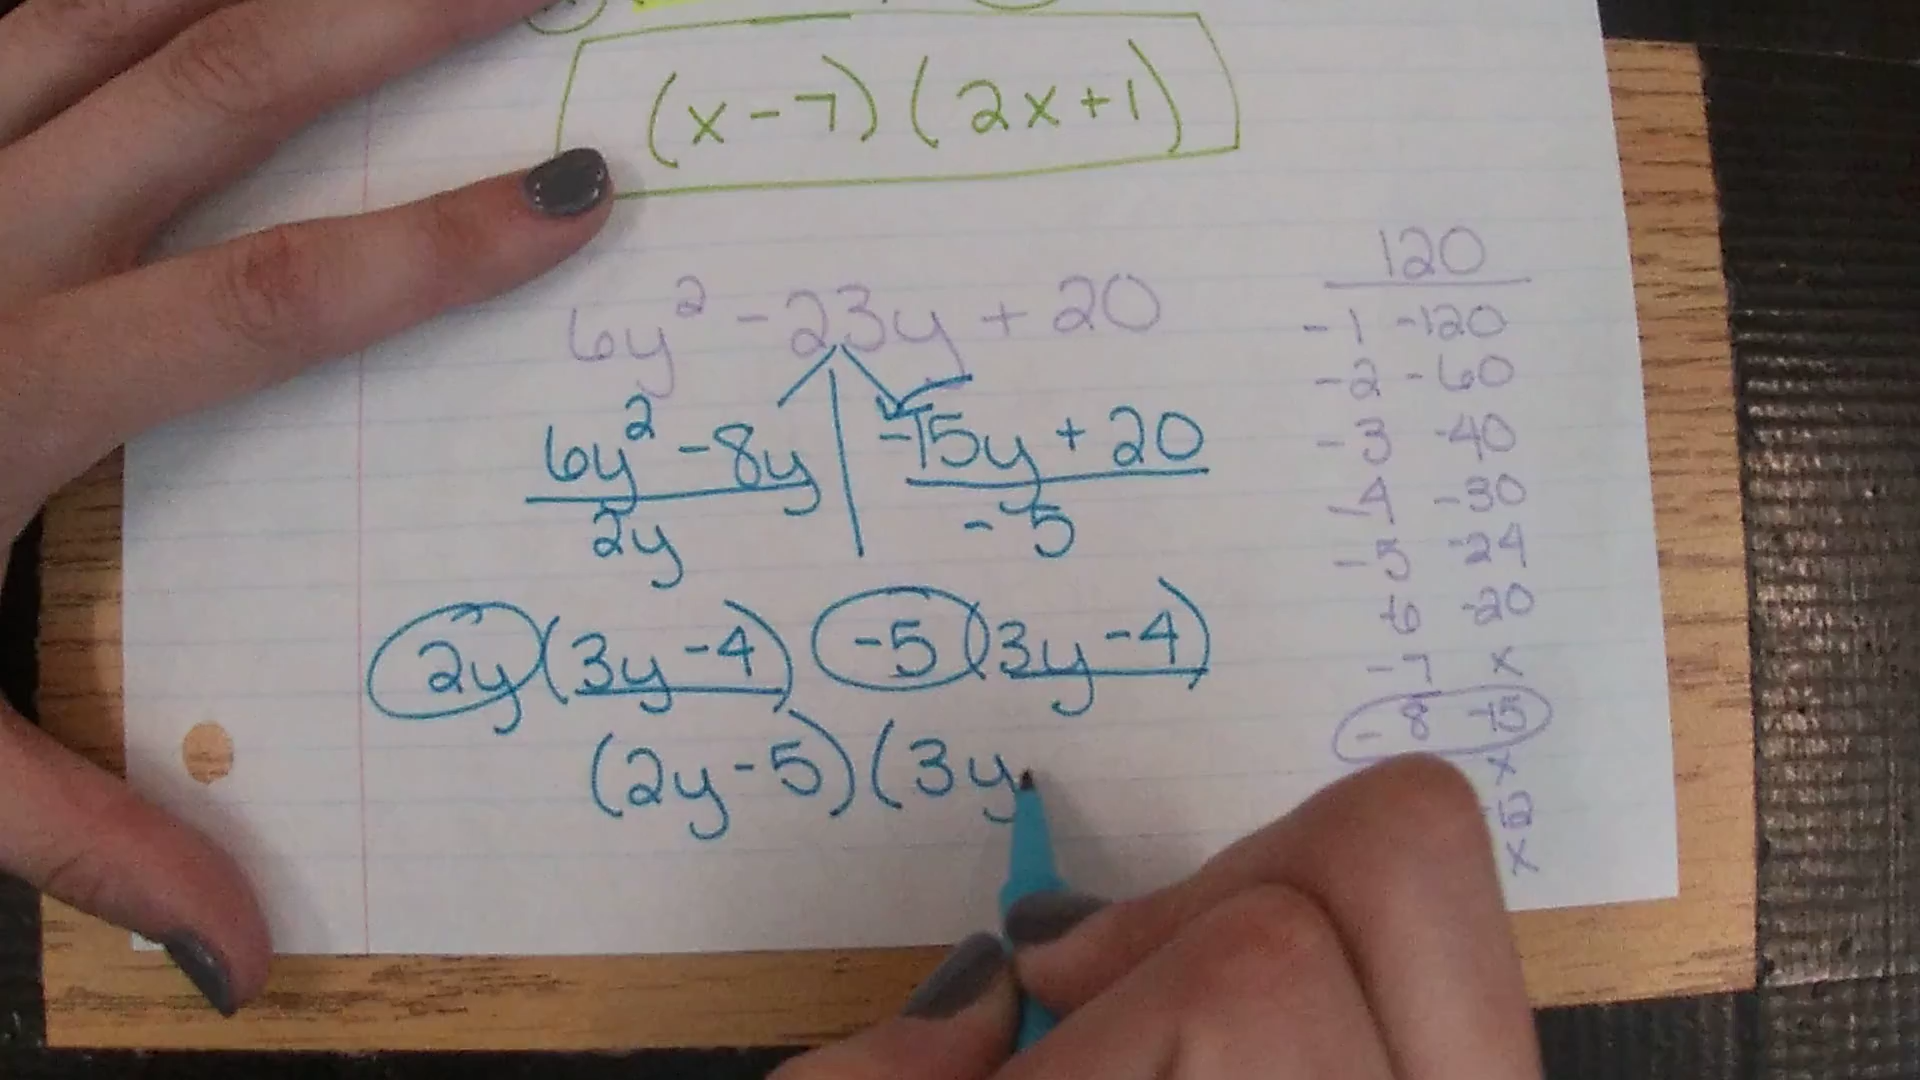 (x-7)(2x+1)
6y² - 23y + 20
6y² - 8y | -15y + 20
2y -5
2y(3y-4) -5(3y-4)
(2y-5)(3y
120
-1 -120
-2 -60
-3 -40
-4 -30
-5 -24
-6 -20
-7 x
-8 -15
x
x